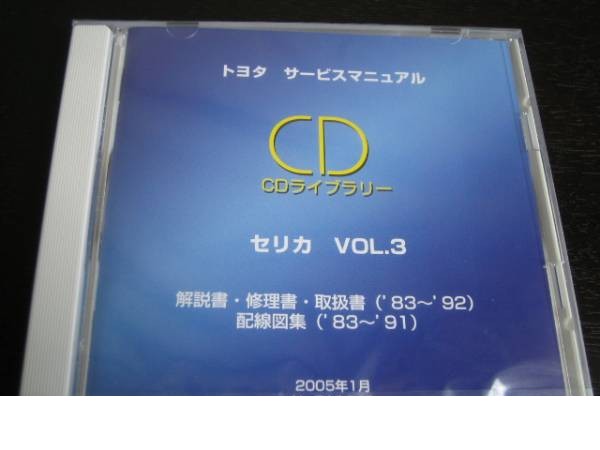 トヨタ サービスマニュアル
CD
CDライブラリー
セリカ VOL.3
解説書・修理書・取扱書('83～'92)
配線図集('83～'91)
2005年1月